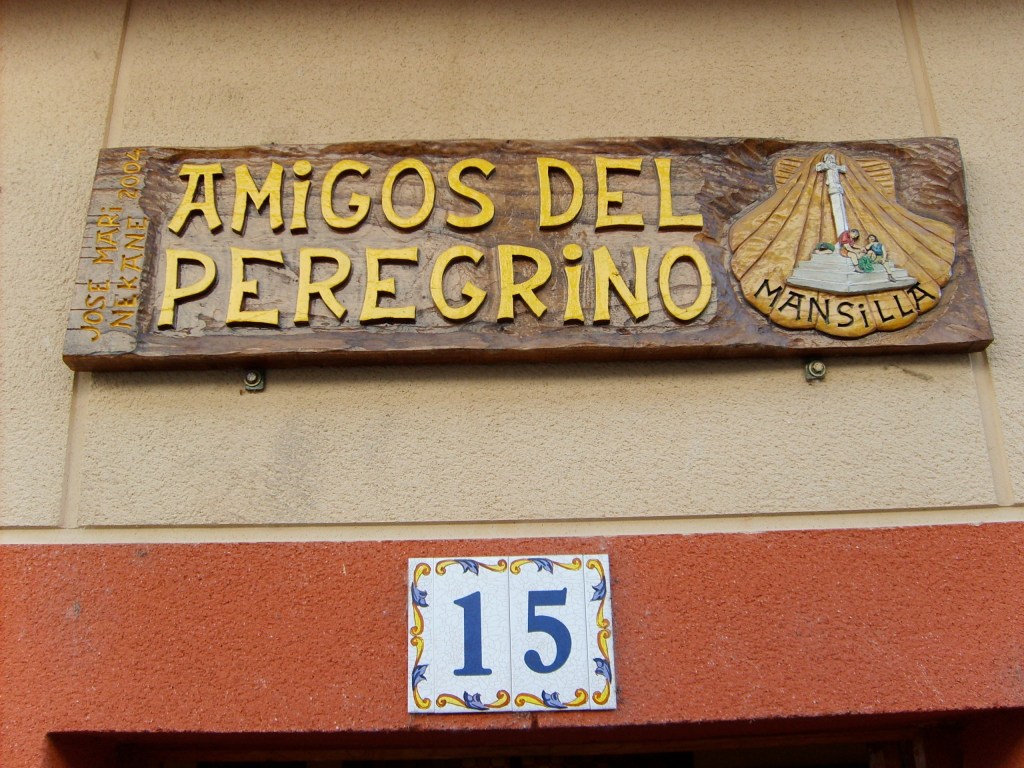 JOSE MARI
NEKANE 2004
AMiGOS DEL
PEREGRiNO
MANSiLLA
15